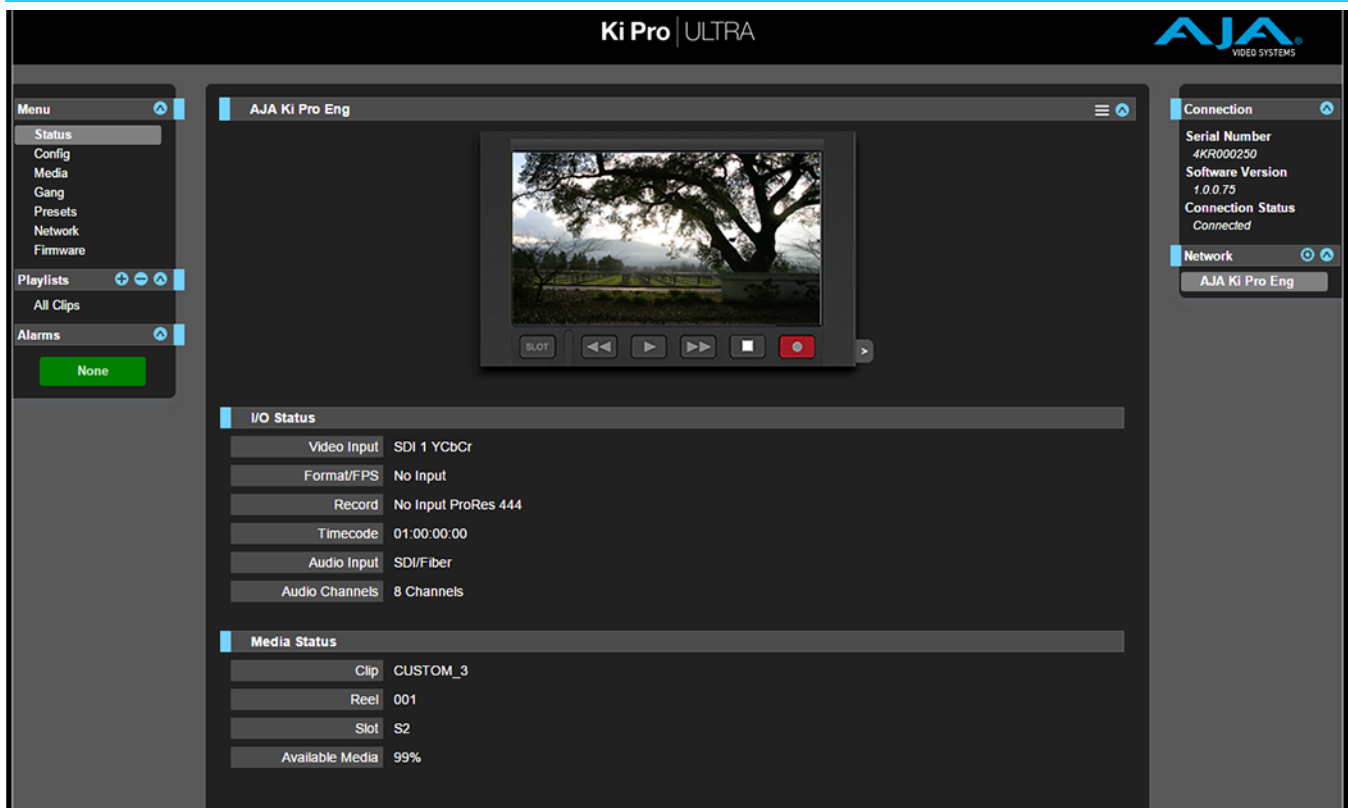 Ki Pro | ULTRA
AJA
VIDEO SYSTEMS
Menu
Status
Config
Media
Gang
Presets
Network
Firmware
Playlists
All Clips
Alarms
None
AJA Ki Pro Eng
SLOT
>
I/O Status
Video Input SDI 1 YCbCr
Format/FPS No Input
Record No Input ProRes 444
Timecode 01:00:00:00
Audio Input SDI/Fiber
Audio Channels 8 Channels
Media Status
Clip CUSTOM_3
Reel 001
Slot S2
Available Media 99%
Connection
Serial Number
4KR000250
Software Version
1.0.0.75
Connection Status
Connected
Network
AJA Ki Pro Eng